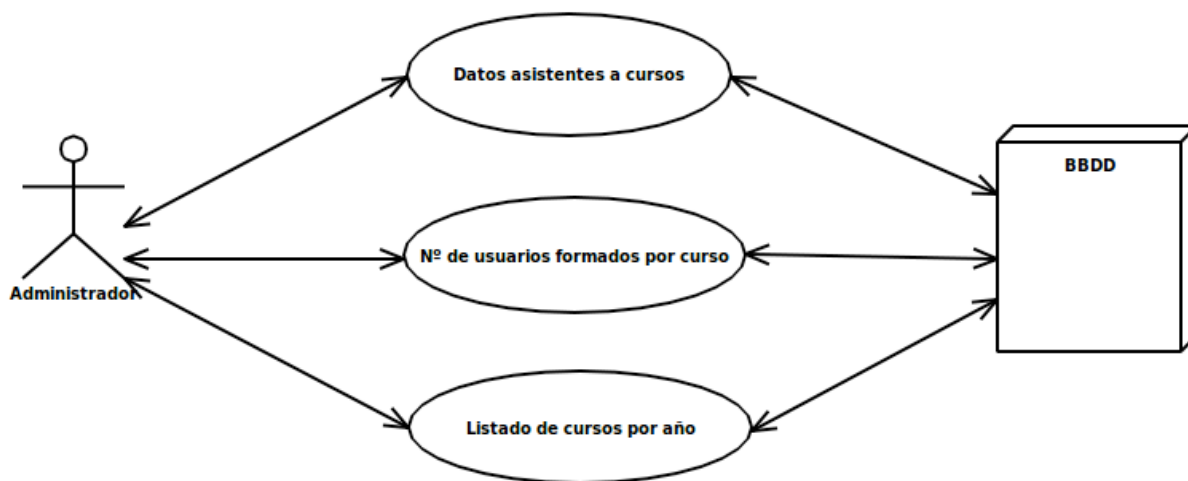 Datos asistentes a cursos
BBDD
Nº de usuarios formados por curso
Administrador
Listado de cursos por año